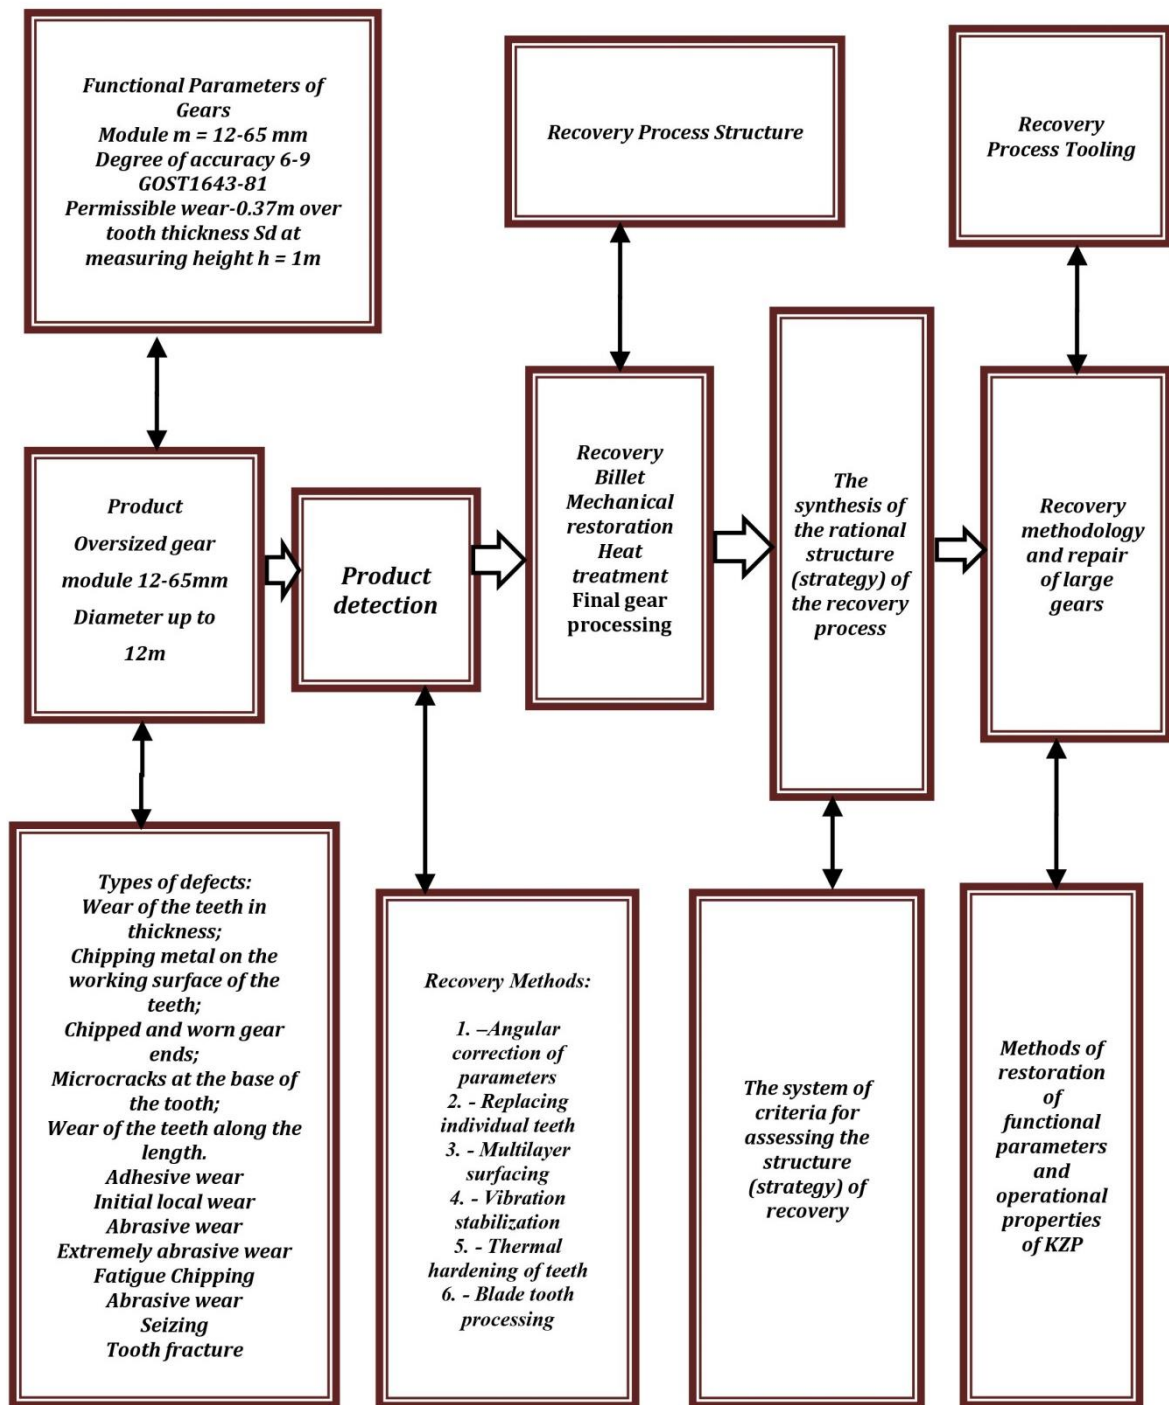 Functional Parameters of
Gears
Module m = 12-65 mm
Degree of accuracy 6-9
GOST1643-81
Permissible wear-0.37m over
tooth thickness Sd at
measuring height h = 1m
Recovery Process Structure
Recovery
Process Tooling
Product
Oversized gear
module 12-65mm
Diameter up to
12m
Product
detection
Recovery
Billet
Mechanical
restoration
Heat
treatment
Final gear
processing
The
synthesis of
the rational
structure
(strategy) of
the recovery
process
Recovery
methodology
and repair
of large
gears
Types of defects:
Wear of the teeth in
thickness;
Chipping metal on the
working surface of the
teeth;
Chipped and worn gear
ends;
Microcracks at the base of
the tooth;
Wear of the teeth along the
length.
Adhesive wear
Initial local wear
Abrasive wear
Extremely abrasive wear
Fatigue Chipping
Abrasive wear
Seizing
Tooth fracture
Recovery Methods:
1. –Angular
correction of
parameters
2. - Replacing
individual teeth
3. - Multilayer
surfacing
4. - Vibration
stabilization
5. - Thermal
hardening of teeth
6. - Blade tooth
processing
The system of
criteria for
assessing the
structure
(strategy) of
recovery
Methods of
restoration
of
functional
parameters
and
operational
properties
of KZP